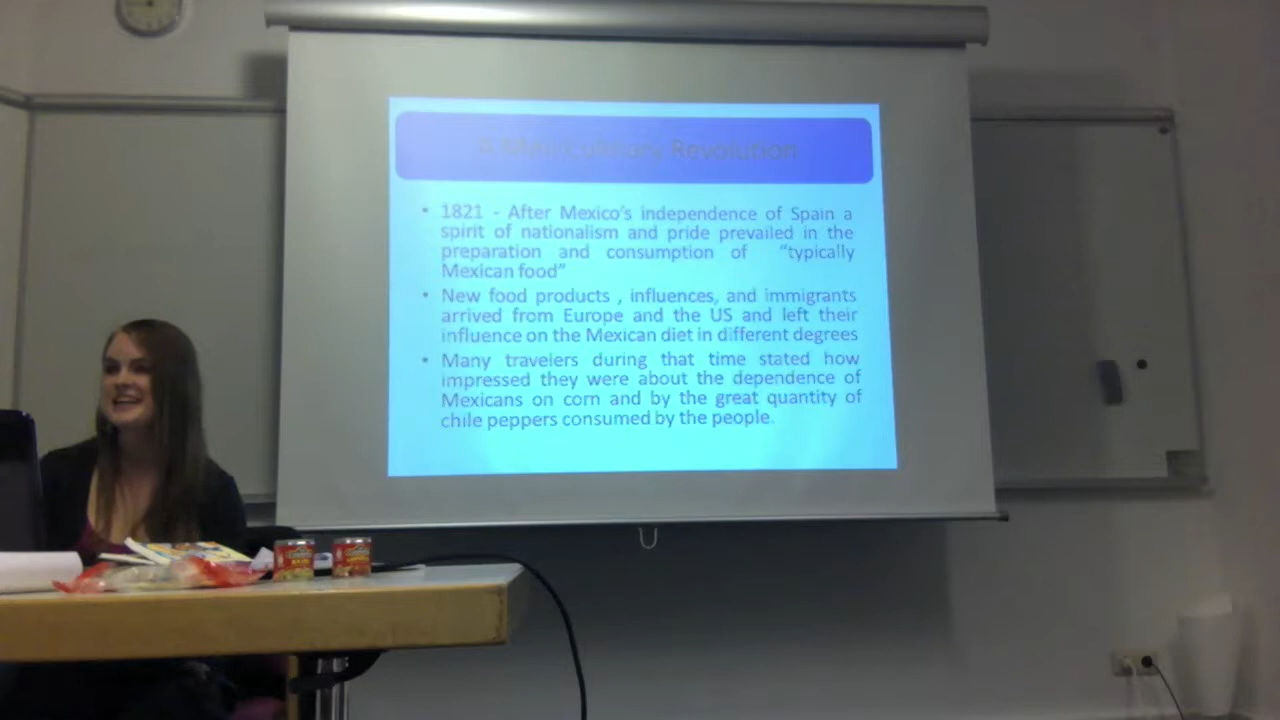 A Mini Culinary Revolution
• 1821 - After Mexico's independence of Spain a
spirit of nationalism and pride prevailed in the
preparation and consumption of "typically
Mexican food"
• New food products , influences, and immigrants
arrived from Europe and the US and left their
influence on the Mexican diet in different degrees
• Many travelers during that time stated how
impressed they were about the dependence of
Mexicans on corn and by the great quantity of
chile peppers consumed by the people.